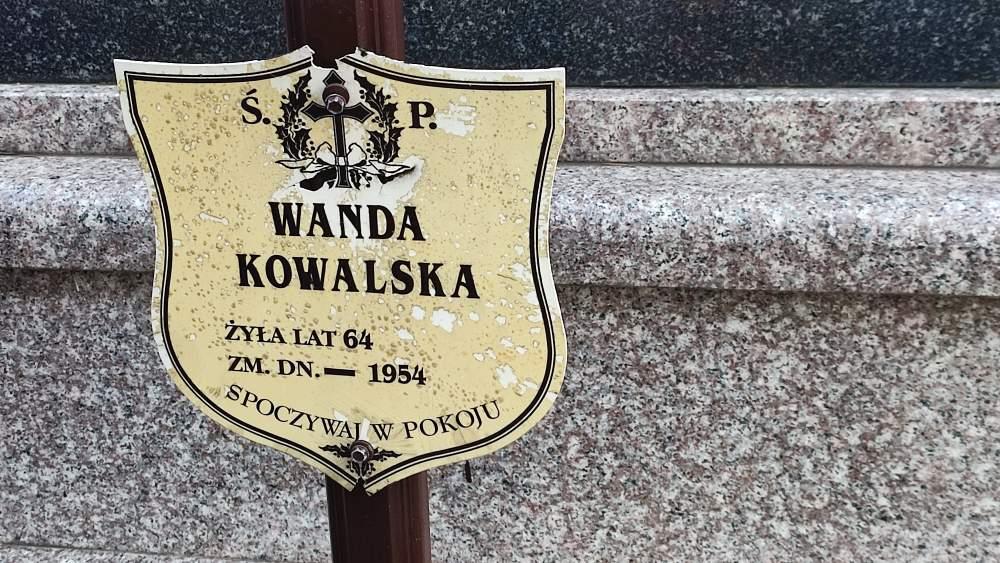 Ś. P.
WANDA
KOWALSKA
ŻYŁA LAT 64
ZM. DN. — 1954
SPOCZYWAJ W POKOJU